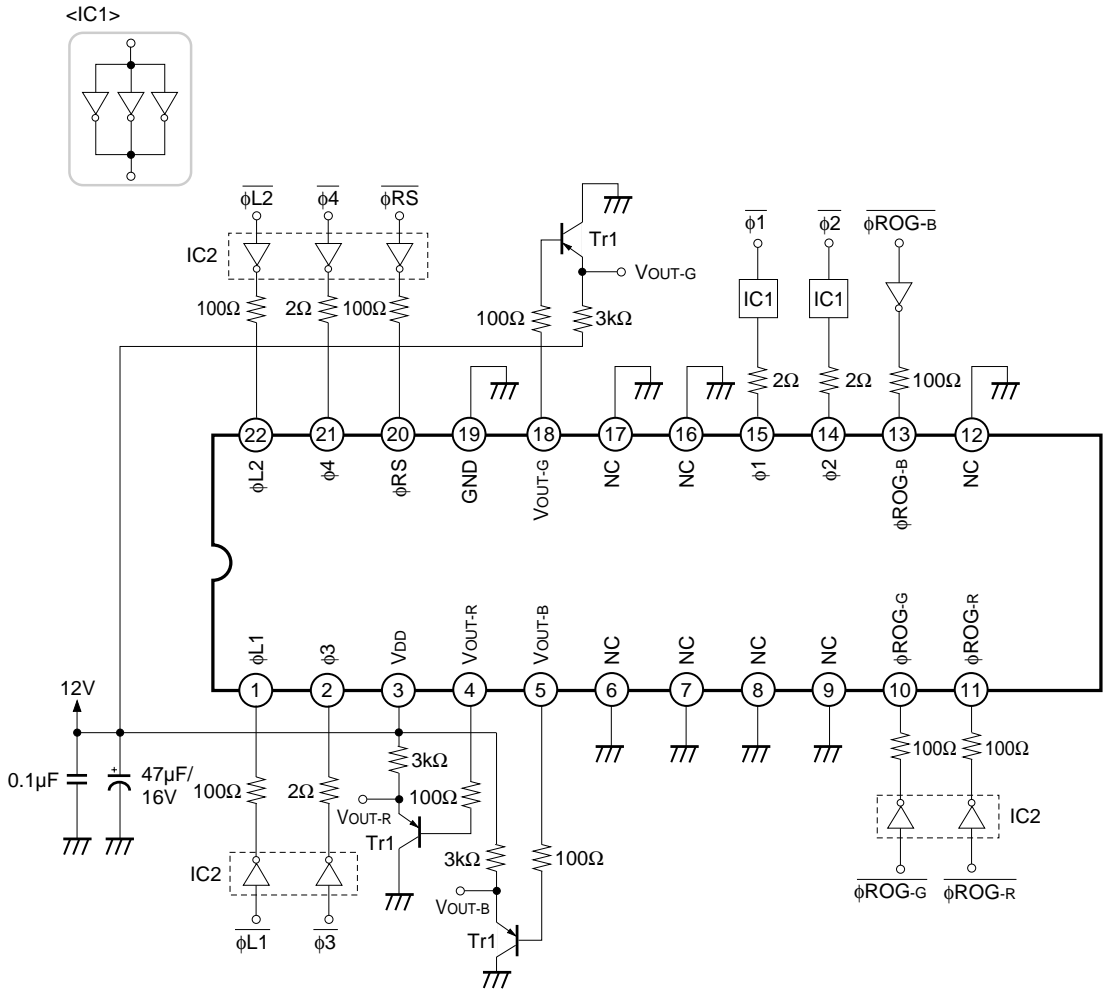 <IC1>
φL2 φ4 φRS
IC2
100Ω 2Ω 100Ω
Tr1
VOUT-G
100Ω 3kΩ
φ1 φ2 φROG-B
IC1 IC1
2Ω 2Ω 100Ω
22 21 20 19 18 17 16 15 14 13 12
φL2 φ4 φRS GND VOUT-G NC NC φ1 φ2 φROG-B NC
φL1 φ3 VDD VOUT-R VOUT-B NC NC NC NC φROG-G φROG-R
1 2 3 4 5 6 7 8 9 10 11
12V
0.1μF
+
47μF/
16V
100Ω 2Ω
3kΩ
100Ω
VOUT-R
Tr1
3kΩ 100Ω
VOUT-B
Tr1
IC2
φL1 φ3
100Ω 100Ω
IC2
φROG-G φROG-R